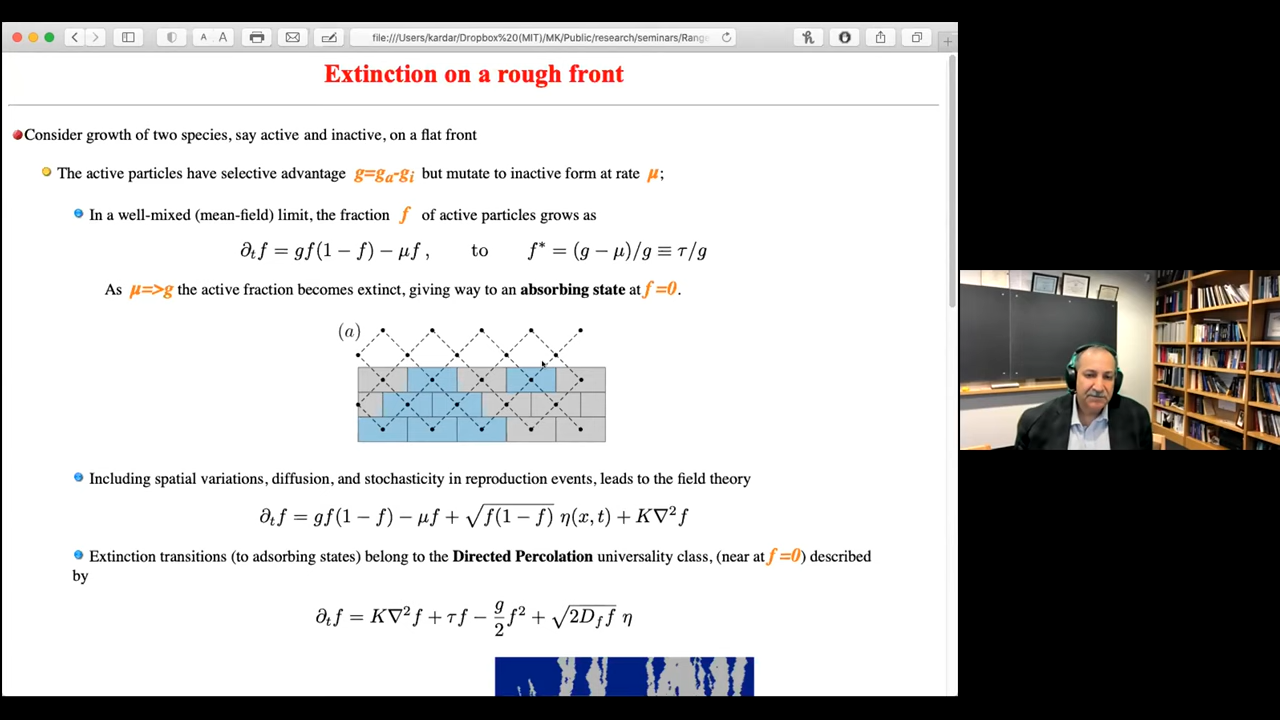 A A
file:///Users/kardar/Dropbox%20(MIT)/MK/Public/research/seminars/Range
Extinction on a rough front
Consider growth of two species, say active and inactive, on a flat front
The active particles have selective advantage g=gₐ-gᵢ but mutate to inactive form at rate μ;
In a well-mixed (mean-field) limit, the fraction f of active particles grows as
∂ₜf = gf(1 − f) − μf , to f* = (g − μ)/g ≡ τ/g
As μ=>g the active fraction becomes extinct, giving way to an absorbing state at f=0.
(a)
Including spatial variations, diffusion, and stochasticity in reproduction events, leads to the field theory
∂ₜf = gf(1 − f) − μf + √f(1 − f) η(x, t) + K∇²f
Extinction transitions (to adsorbing states) belong to the Directed Percolation universality class, (near at f=0) described
by
∂ₜf = K∇²f + τf − g/2 f² + √2D_f f η